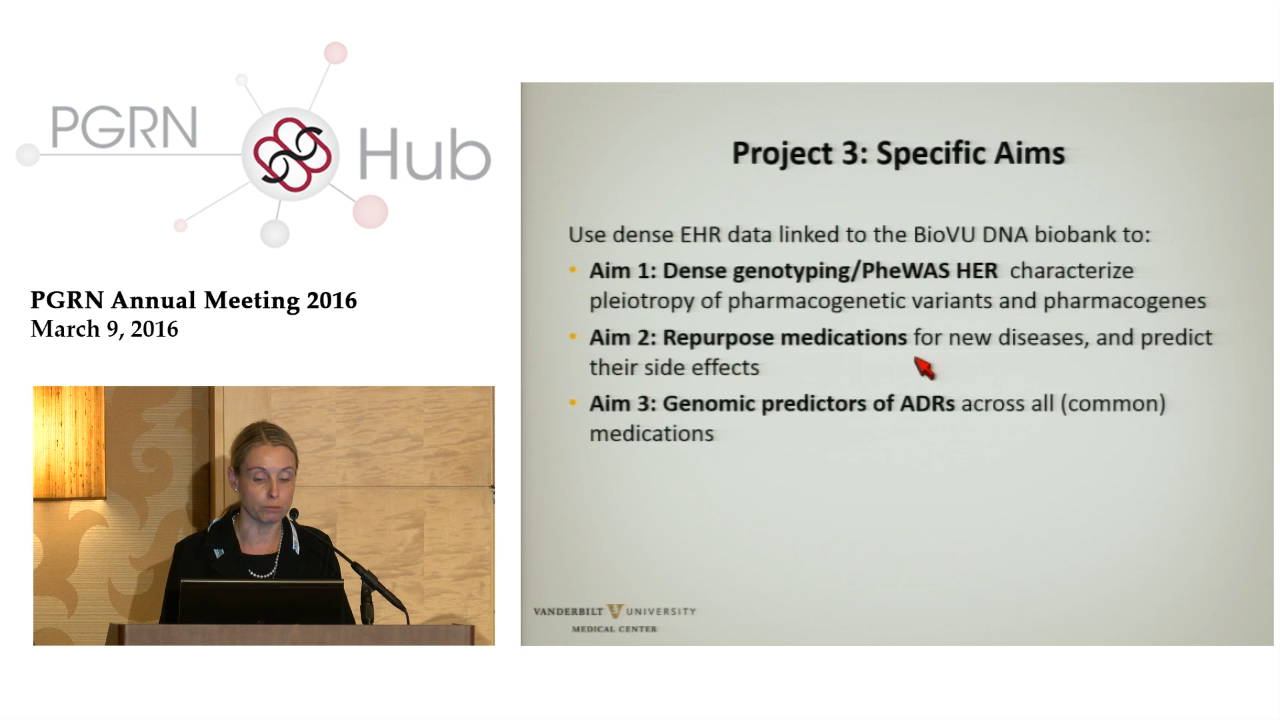 PGRN
Hub
PGRN Annual Meeting 2016
March 9, 2016
Project 3: Specific Aims
Use dense EHR data linked to the BioVU DNA biobank to:
• Aim 1: Dense genotyping/PheWAS HER characterize
pleiotropy of pharmacogenetic variants and pharmacogenes
• Aim 2: Repurpose medications for new diseases, and predict
their side effects
• Aim 3: Genomic predictors of ADRs across all (common)
medications
VANDERBILT V UNIVERSITY
MEDICAL CENTER